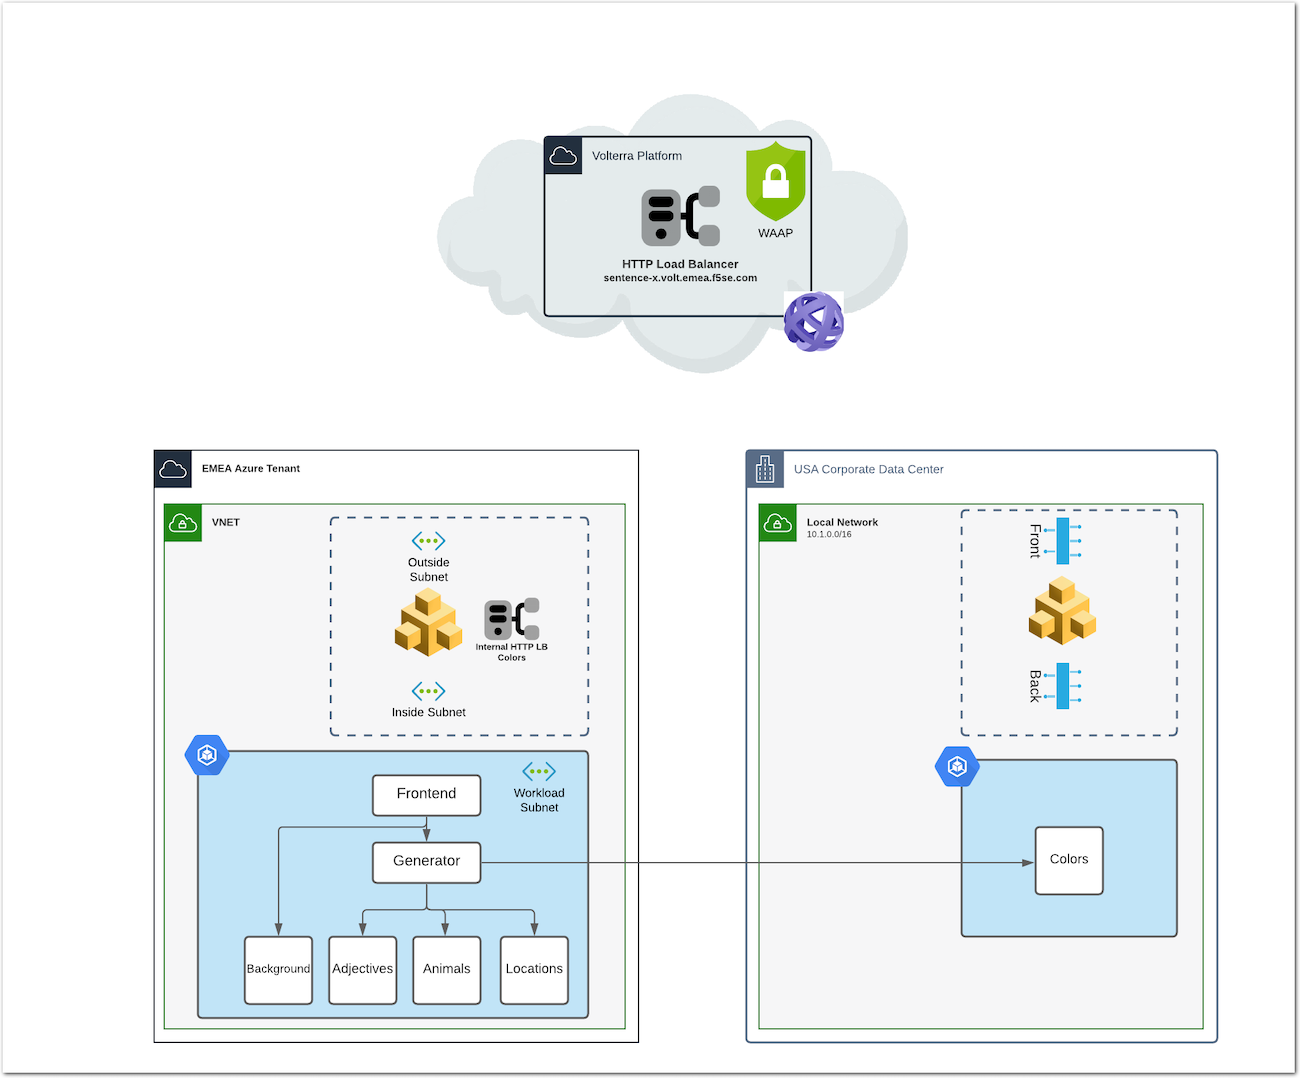 Volterra Platform
WAAP
HTTP Load Balancer
sentence-x.volt.emea.f5se.com
EMEA Azure Tenant
VNET
Outside
Subnet
Internal HTTP LB
Colors
Inside Subnet
Workload
Subnet
Frontend
Generator
Background
Adjectives
Animals
Locations
USA Corporate Data Center
Local Network
10.1.0.0/16
Front
Back
Colors